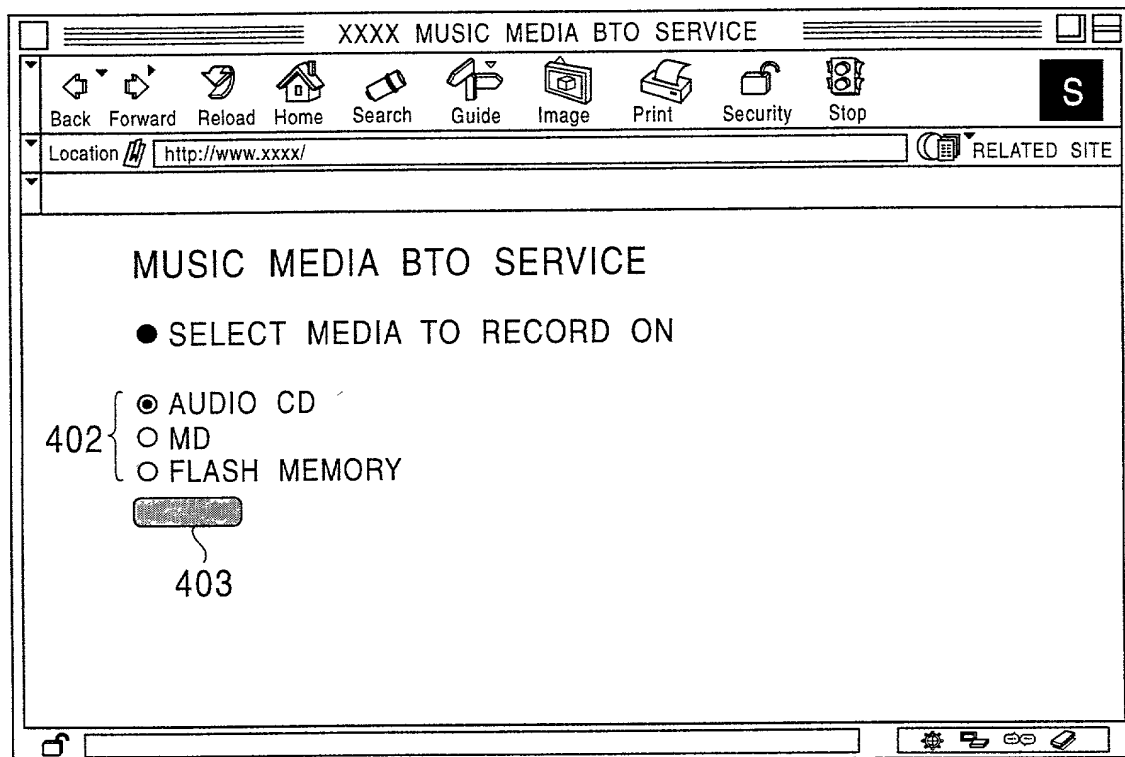 XXXX MUSIC MEDIA BTO SERVICE
Back Forward Reload Home Search Guide Image Print Security Stop
S
Location http://www.xxxx/ RELATED SITE
MUSIC MEDIA BTO SERVICE
● SELECT MEDIA TO RECORD ON
AUDIO CD
402 MD
FLASH MEMORY
403